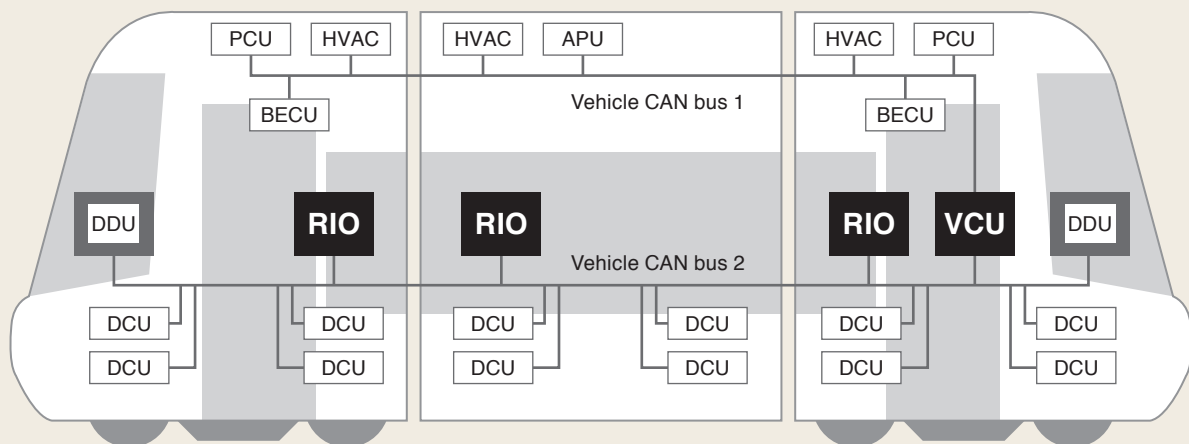 PCU HVAC HVAC APU HVAC PCU
BECU Vehicle CAN bus 1 BECU
DDU RIO RIO RIO VCU DDU
Vehicle CAN bus 2
DCU DCU DCU DCU DCU DCU
DCU DCU DCU DCU DCU DCU